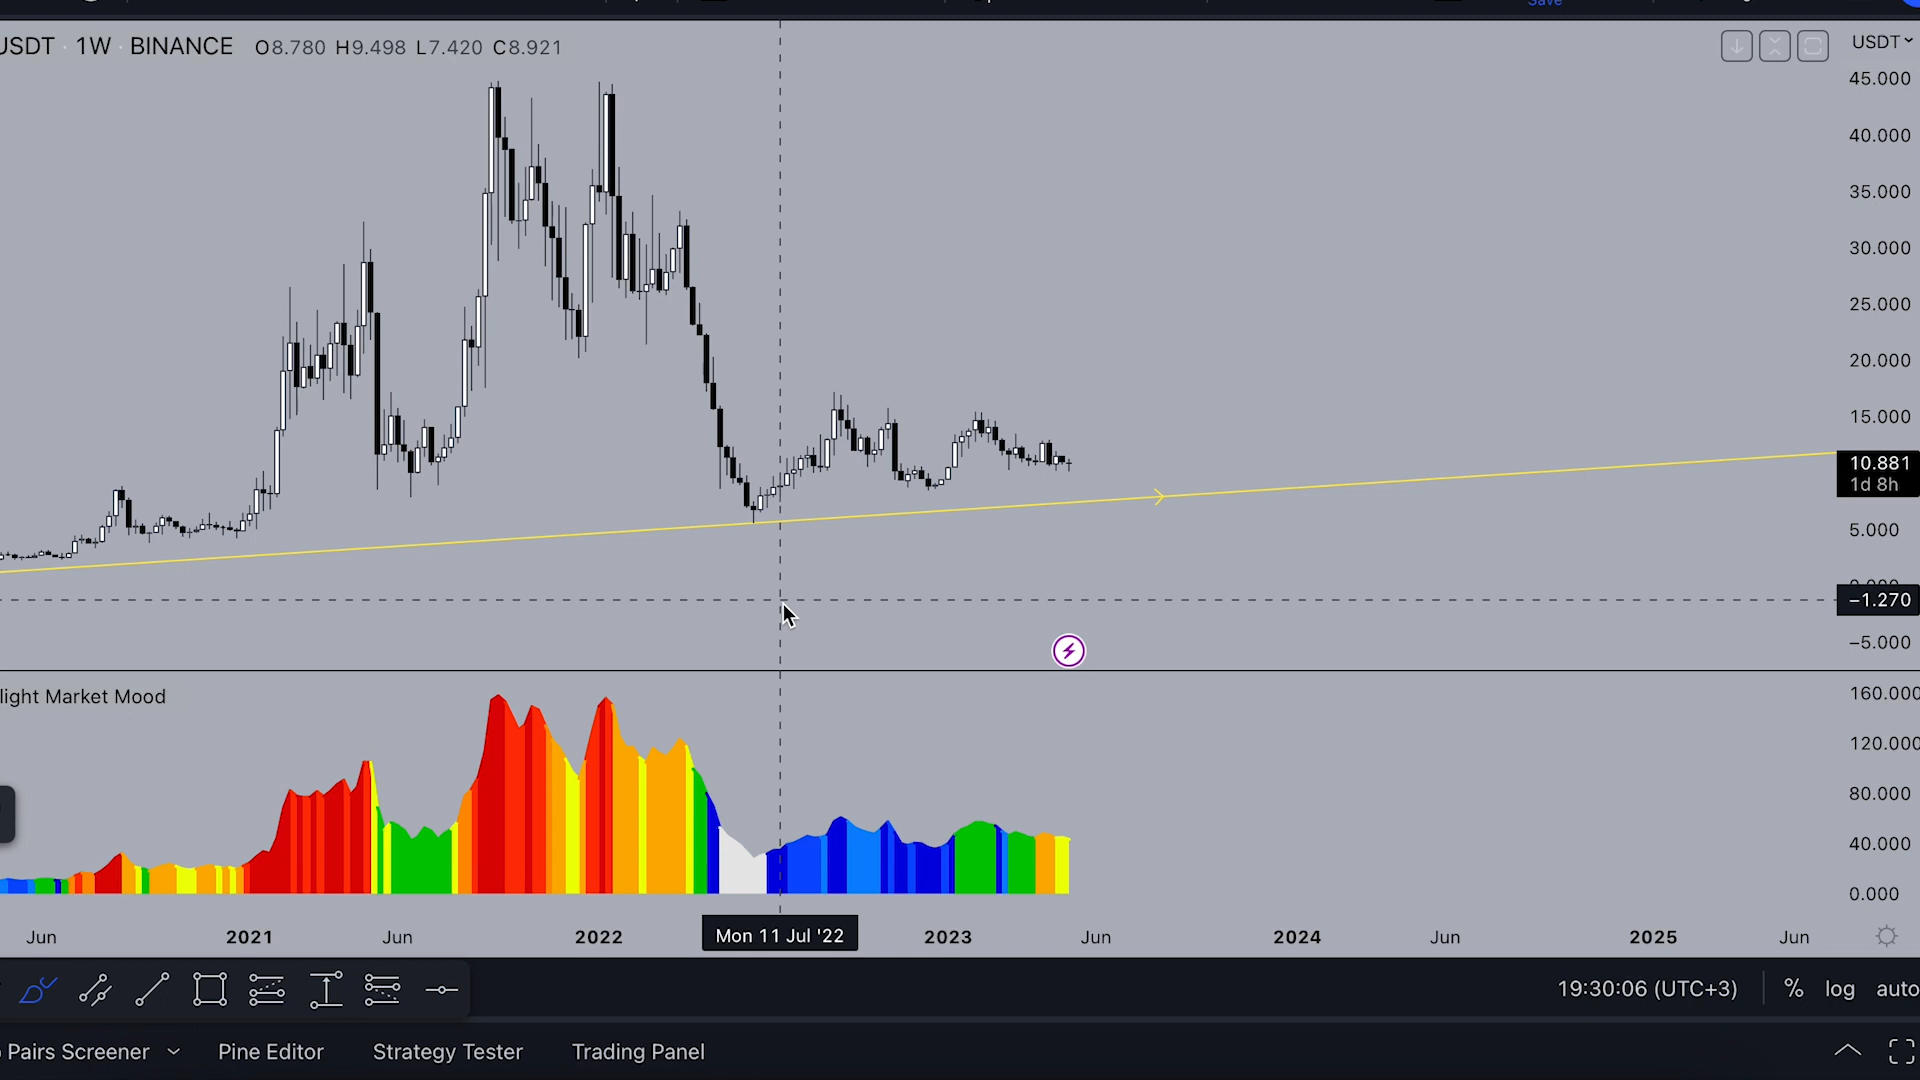 Save
USDT · 1W · BINANCE O8.780 H9.498 L7.420 C8.921
USDT
45.000
40.000
35.000
30.000
25.000
20.000
15.000
10.881
1d 8h
5.000
0.000
−1.270
−5.000
light Market Mood
160.000
120.000
80.000
40.000
0.000
Jun 2021 Jun 2022 Mon 11 Jul '22 2023 Jun 2024 Jun 2025 Jun
19:30:06 (UTC+3) % log auto
Pairs Screener Pine Editor Strategy Tester Trading Panel